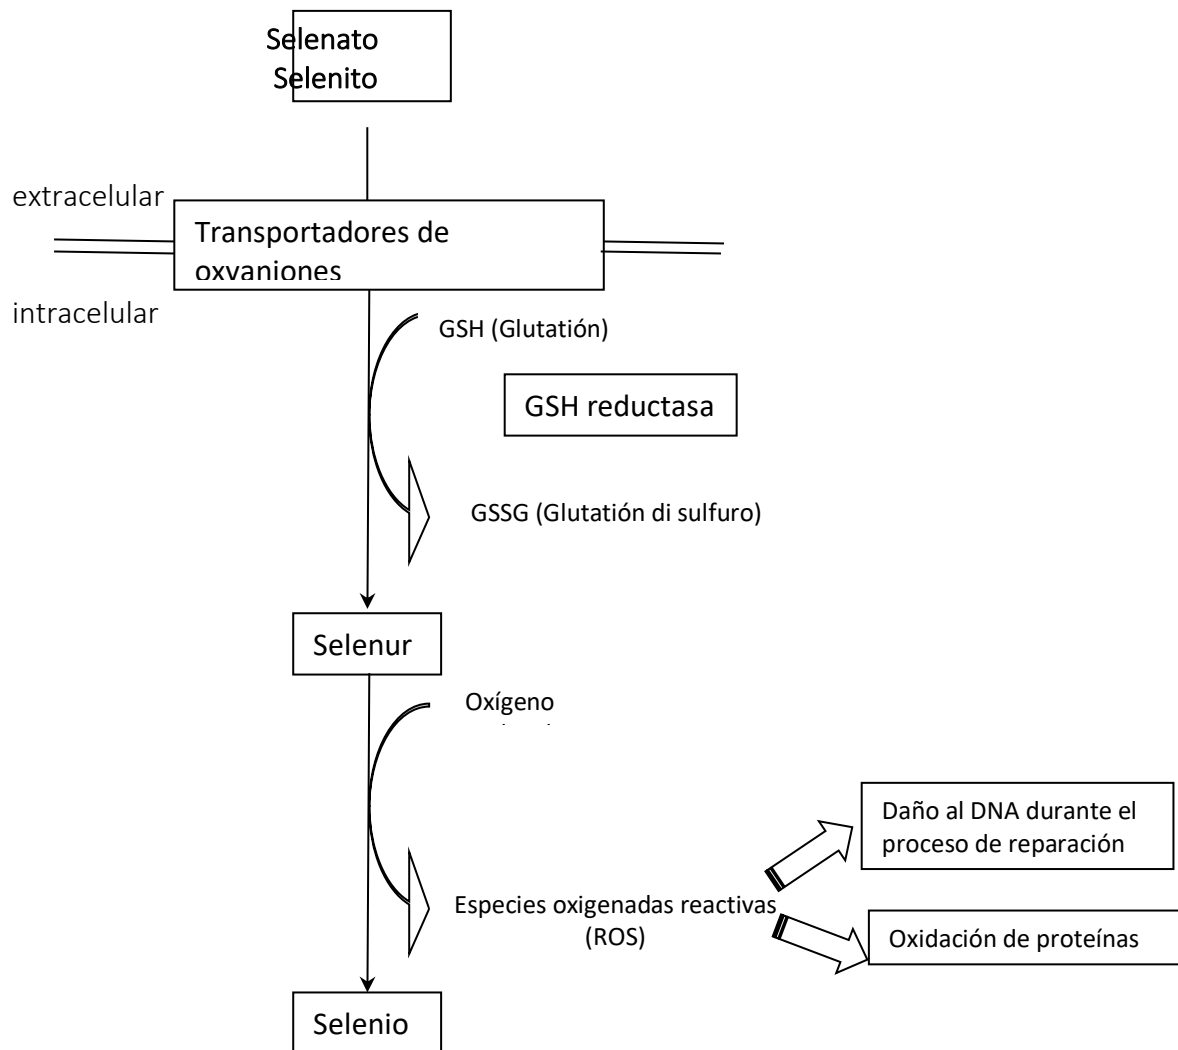 Selenato
Selenito
extracelular
Transportadores de
oxvaniones
intracelular
GSH (Glutatión)
GSH reductasa
GSSG (Glutatión di sulfuro)
Selenur
Oxígeno
Daño al DNA durante el
proceso de reparación
Especies oxigenadas reactivas
(ROS)
Oxidación de proteínas
Selenio